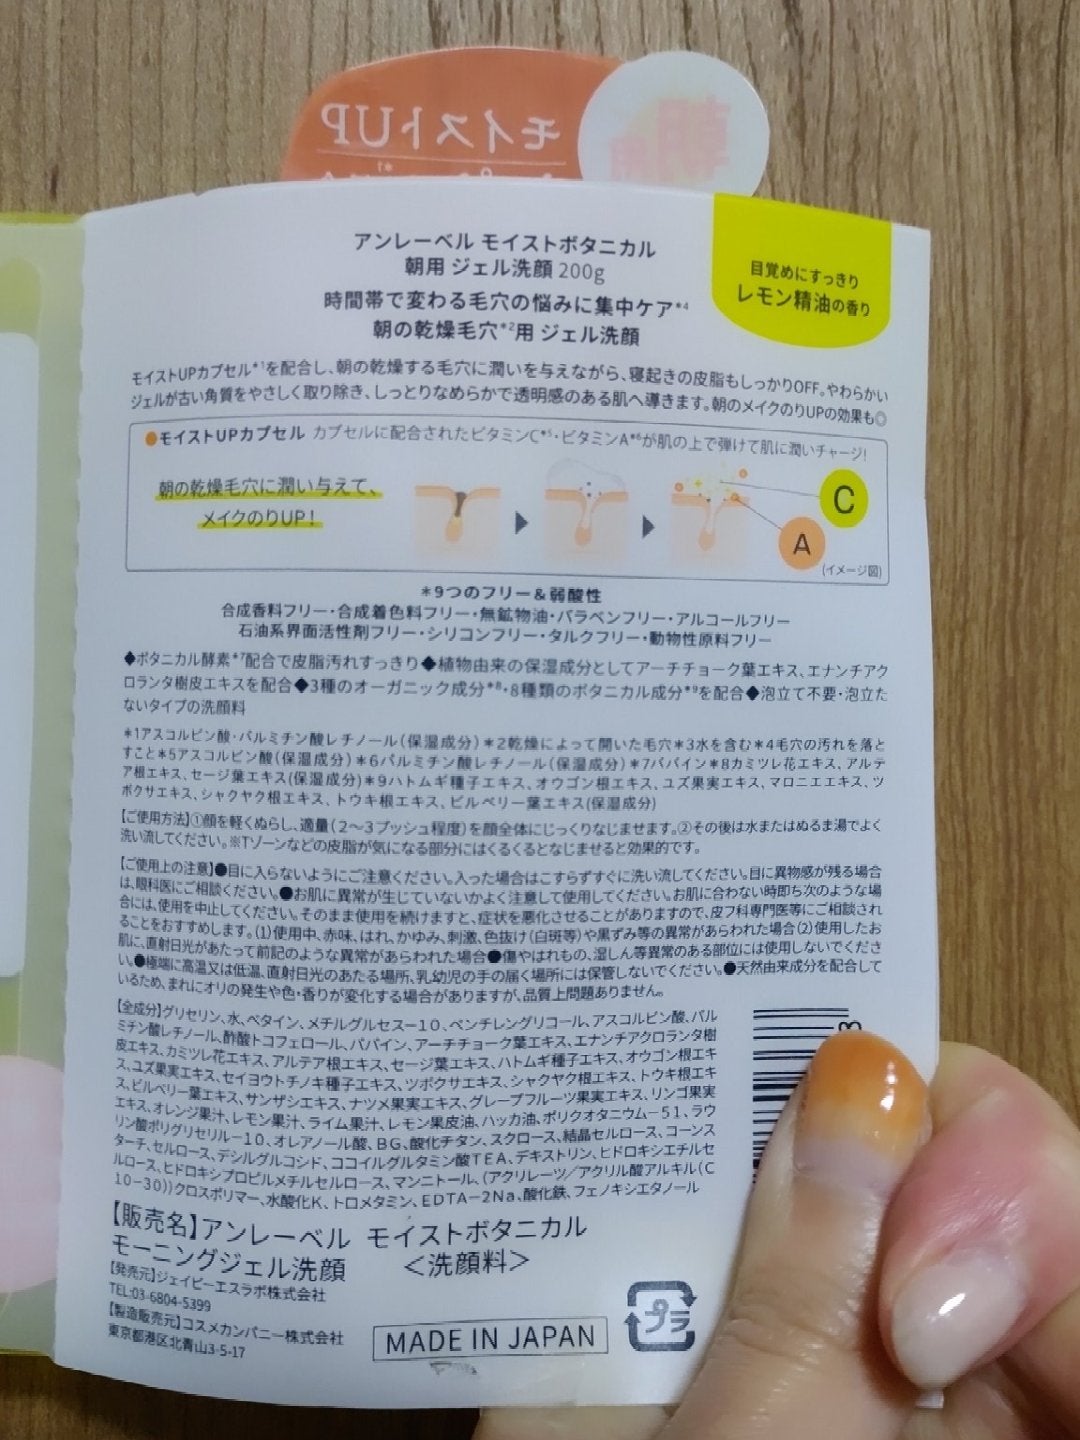 モイストUP
アンレーベル モイストボタニカル
朝用 ジェル洗顔 200g
時間帯で変わる毛穴の悩みに集中ケア*4
朝の乾燥毛穴*2用 ジェル洗顔
目覚めにすっきり
レモン精油の香り
モイストUPカプセル*1を配合し、朝の乾燥する毛穴に潤いを与えながら、寝起きの皮脂もしっかりOFF。やわらかい
ジェルが古い角質をやさしく取り除き、しっとりなめらかで透明感のある肌へ導きます。朝のメイクのりUPの効果も◎
●モイストUPカプセル カプセルに配合されたビタミンC*5・ビタミンA*6が肌の上で弾けて肌に潤いチャージ!
朝の乾燥毛穴に潤い与えて、
メイクのりUP!
C
A
(イメージ図)
＊9つのフリー＆弱酸性
合成香料フリー・合成着色料フリー・無鉱物油・パラベンフリー・アルコールフリー
石油系界面活性剤フリー・シリコンフリー・タルクフリー・動物性原料フリー
◆ボタニカル酵素*7配合で皮脂汚れすっきり◆植物由来の保湿成分としてアーチチョーク葉エキス、エナンチアク
ロランタ樹皮エキスを配合◆3種のオーガニック成分*8・8種類のボタニカル成分*9を配合◆泡立て不要・泡立た
ないタイプの洗顔料
＊1アスコルビン酸・パルミチン酸レチノール(保湿成分)＊2乾燥によって開いた毛穴＊3水を含む＊4毛穴の汚れを落と
すこと＊5アスコルビン酸(保湿成分)＊6パルミチン酸レチノール(保湿成分)＊7パパイン＊8カミツレ花エキス、アルテ
ア根エキス、セージ葉エキス(保湿成分)＊9ハトムギ種子エキス、オウゴン根エキス、ユズ果実エキス、マロニエエキス、ツ
ボクサエキス、シャクヤク根エキス、トウキ根エキス、ビルベリー葉エキス(保湿成分)
【ご使用方法】①顔を軽くぬらし、適量(2～3プッシュ程度)を顔全体にじっくりなじませます。②その後は水またはぬるま湯でよく
洗い流してください。※Tゾーンなどの皮脂が気になる部分にはくるくるとなじませると効果的です。
【ご使用上の注意】●目に入らないようにご注意ください。入った場合はこすらずすぐに洗い流してください。目に異物感が残る場合
は、眼科医にご相談ください。●お肌に異常が生じていないかよく注意して使用してください。お肌に合わない時即ち次のような場
合には、使用を中止してください。そのまま使用を続けますと、症状を悪化させることがありますので、皮フ科専門医等にご相談され
ることをおすすめします。(1)使用中、赤味、はれ、かゆみ、刺激、色抜け(白斑等)や黒ずみ等の異常があらわれた場合(2)使用したお
肌に、直射日光があたって前記のような異常があらわれた場合●傷やはれもの、湿しん等異常のある部位には使用しないでくださ
い。●極端に高温又は低温、直射日光のあたる場所、乳幼児の手の届く場所には保管しないでください。●天然由来成分を配合して
いるため、まれにオリの発生や色・香りが変化する場合がありますが、品質上問題ありません。
【全成分】グリセリン、水、ベタイン、メチルグルセス－10、ペンチレングリコール、アスコルビン酸、パル
ミチン酸レチノール、酢酸トコフェロール、パパイン、アーチチョーク葉エキス、エナンチアクロランタ樹
皮エキス、カミツレ花エキス、アルテア根エキス、セージ葉エキス、ハトムギ種子エキス、オウゴン根エキ
ス、ユズ果実エキス、セイヨウトチノキ種子エキス、ツボクサエキス、シャクヤク根エキス、トウキ根エキ
ス、ビルベリー葉エキス、サンザシエキス、ナツメ果実エキス、グレープフルーツ果実エキス、リンゴ果実
エキス、オレンジ果汁、レモン果汁、ライム果汁、レモン果皮油、ハッカ油、ポリクオタニウム－51、ラウ
リン酸ポリグリセリル－10、オレアノール酸、BG、酸化チタン、スクロース、結晶セルロース、コーンス
ターチ、セルロース、デシルグルコシド、ココイルグルタミン酸TEA、デキストリン、ヒドロキシエチルセ
ルロース、ヒドロキシプロピルメチルセルロース、マンニトール、(アクリレーツ／アクリル酸アルキル(C
10－30))クロスポリマー、水酸化K、トロメタミン、EDTA－2Na、酸化鉄、フェノキシエタノール
【販売名】アンレーベル モイストボタニカル
モーニングジェル洗顔 ＜洗顔料＞
【発売元】ジェイピーエスラボ株式会社
TEL:03-6804-5399
【製造販売元】コスメカンパニー株式会社
東京都港区北青山3-5-17
MADE IN JAPAN
プラ